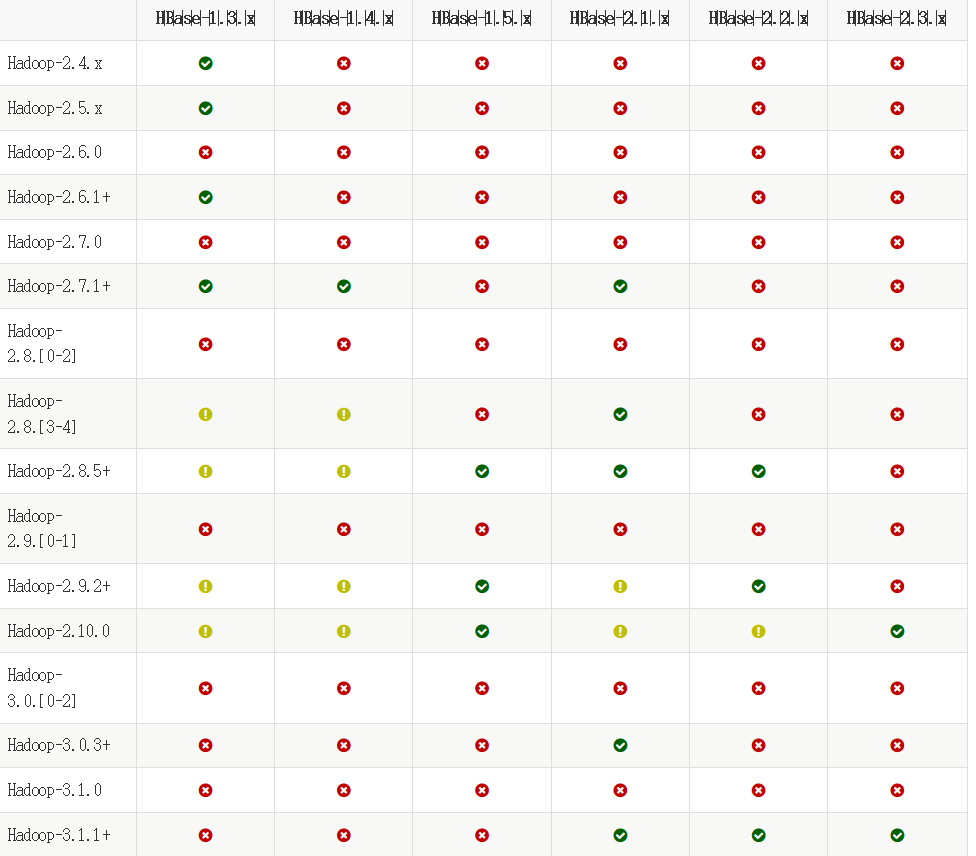 HBase-1.3.x HBase-1.4.x HBase-1.5.x HBase-2.1.x HBase-2.2.x HBase-2.3.x
Hadoop-2.4.x
Hadoop-2.5.x
Hadoop-2.6.0
Hadoop-2.6.1+
Hadoop-2.7.0
Hadoop-2.7.1+
Hadoop-
2.8.[0-2]
Hadoop-
2.8.[3-4]
Hadoop-2.8.5+
Hadoop-
2.9.[0-1]
Hadoop-2.9.2+
Hadoop-2.10.0
Hadoop-
3.0.[0-2]
Hadoop-3.0.3+
Hadoop-3.1.0
Hadoop-3.1.1+